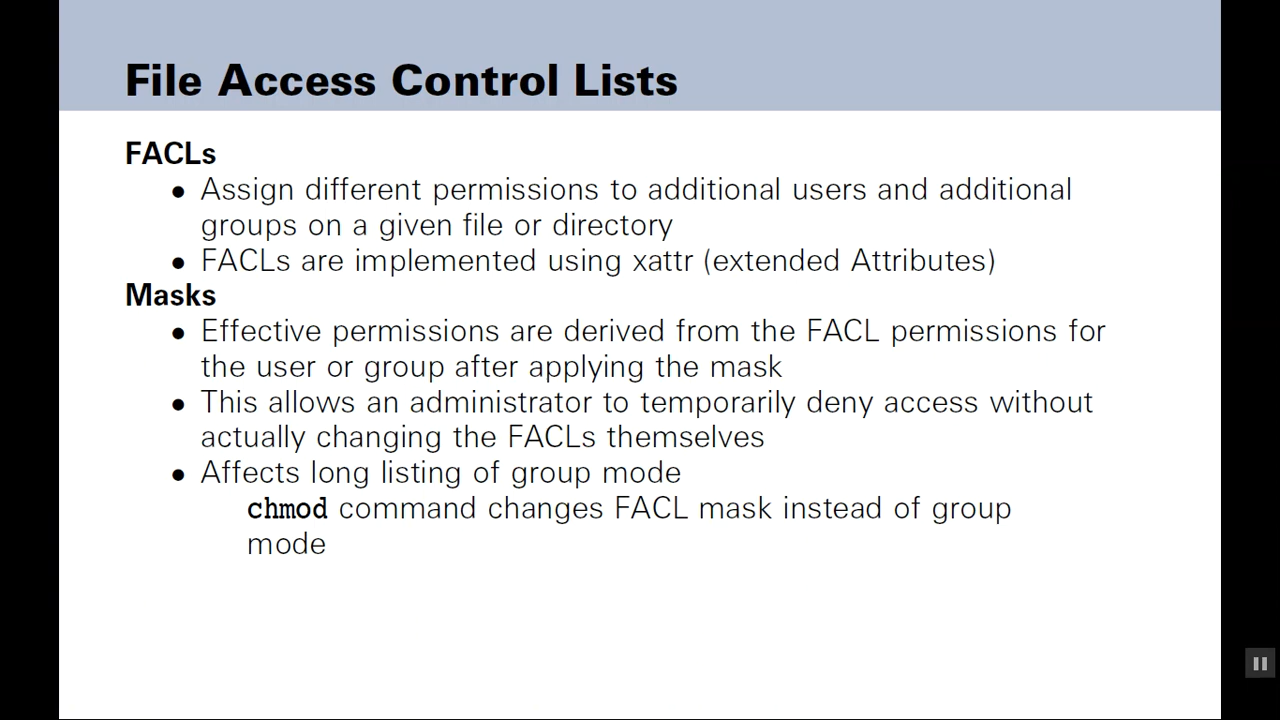 File Access Control Lists
FACLs
● Assign different permissions to additional users and additional
groups on a given file or directory
● FACLs are implemented using xattr (extended Attributes)
Masks
● Effective permissions are derived from the FACL permissions for
the user or group after applying the mask
● This allows an administrator to temporarily deny access without
actually changing the FACLs themselves
● Affects long listing of group mode
chmod command changes FACL mask instead of group
mode